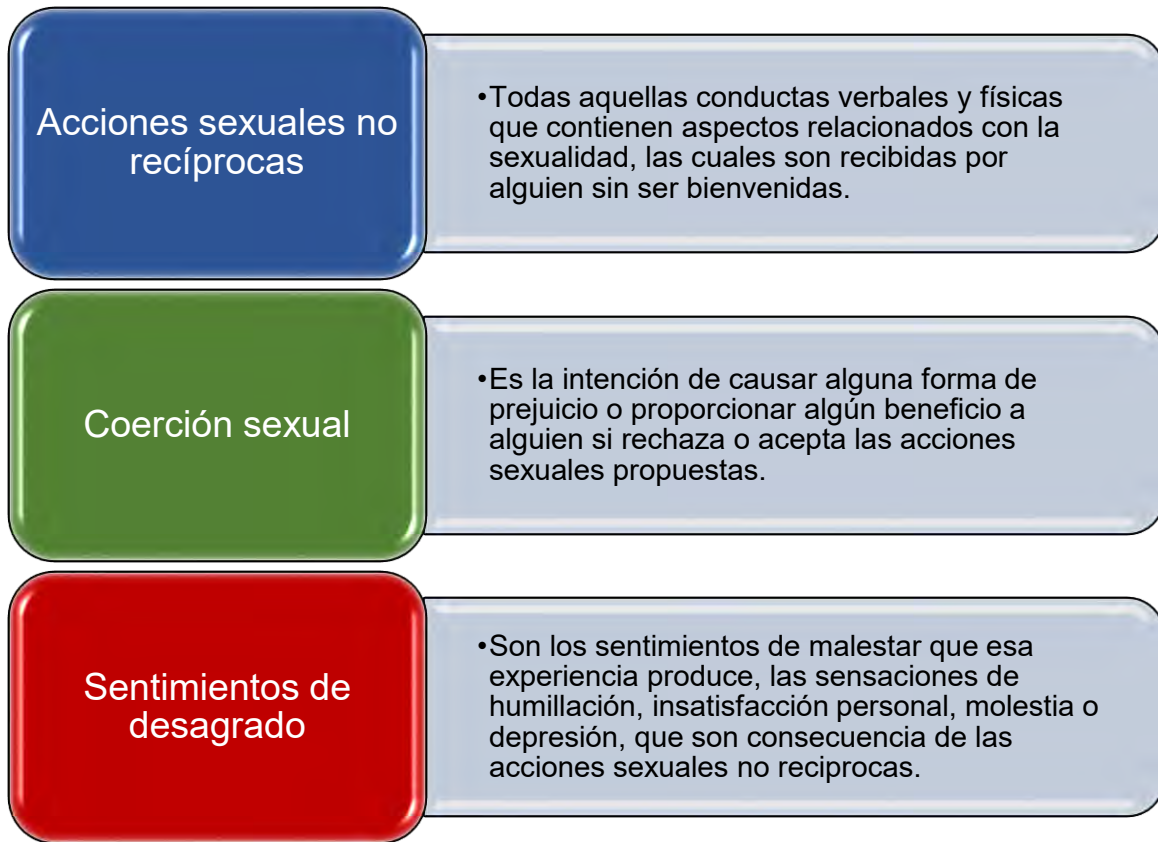 Acciones sexuales no
recíprocas
•Todas aquellas conductas verbales y físicas
que contienen aspectos relacionados con la
sexualidad, las cuales son recibidas por
alguien sin ser bienvenidas.
Coerción sexual
•Es la intención de causar alguna forma de
prejuicio o proporcionar algún beneficio a
alguien si rechaza o acepta las acciones
sexuales propuestas.
Sentimientos de
desagrado
•Son los sentimientos de malestar que esa
experiencia produce, las sensaciones de
humillación, insatisfacción personal, molestia o
depresión, que son consecuencia de las
acciones sexuales no reciprocas.